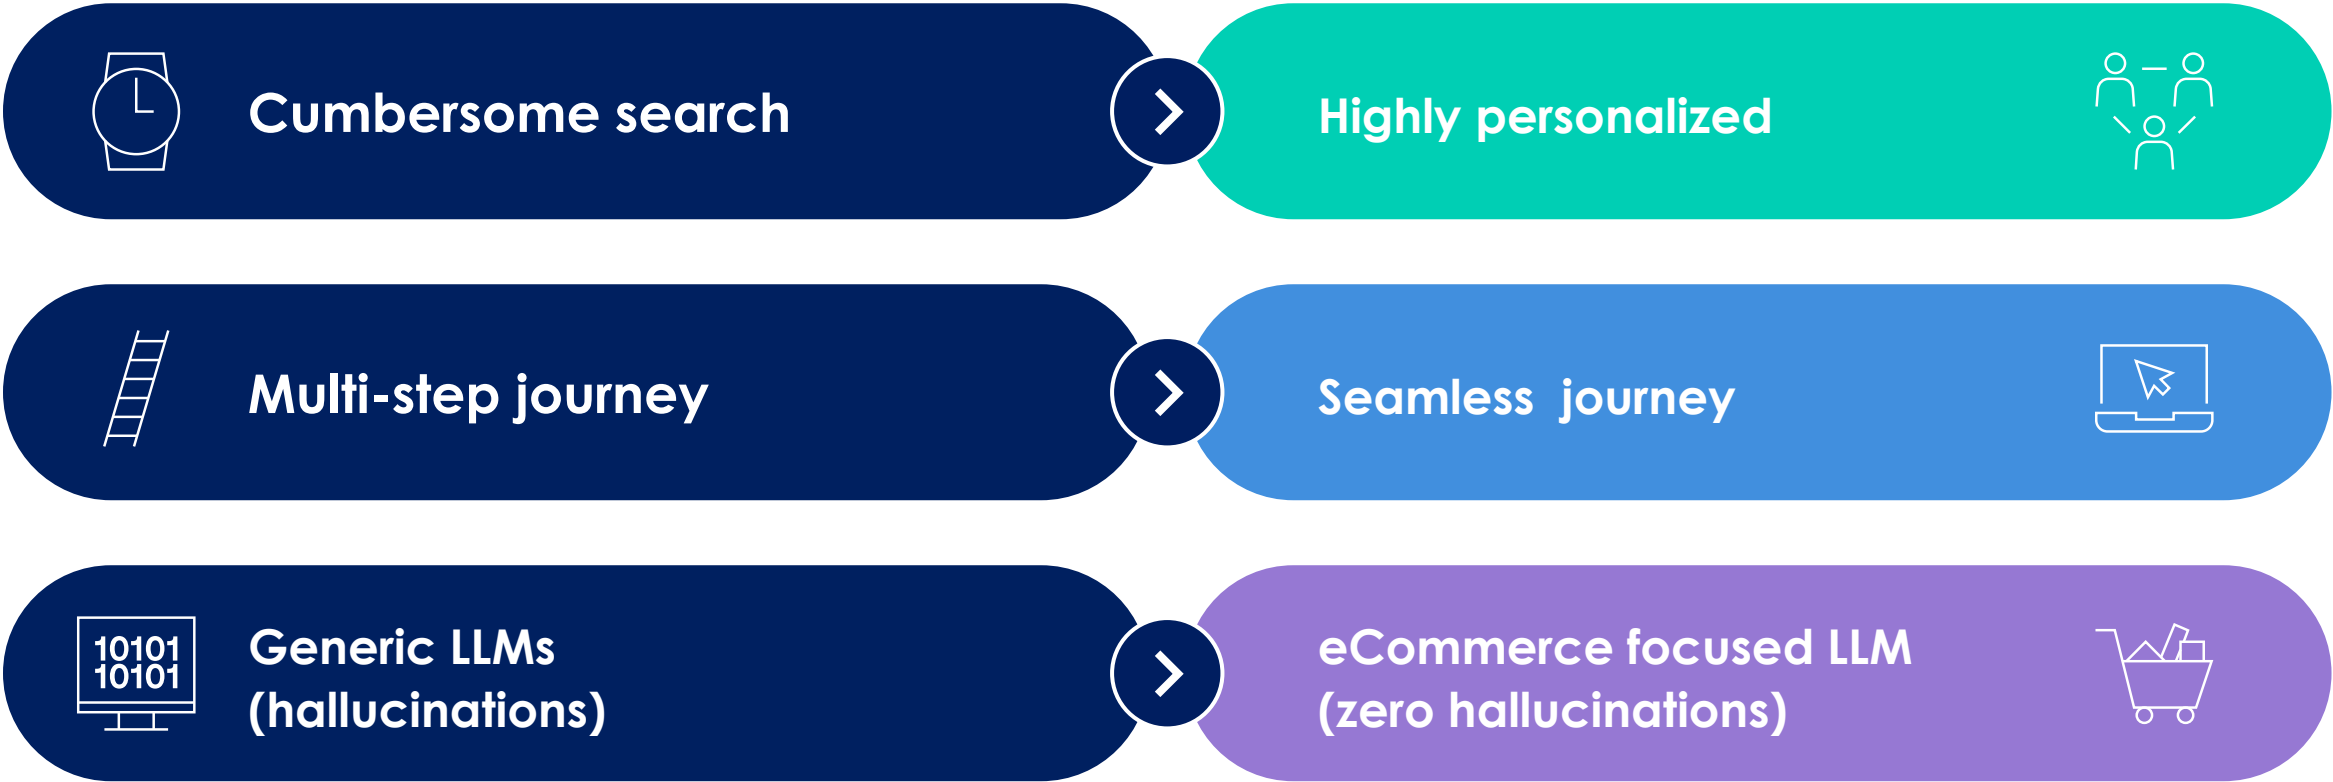 Cumbersome search
Highly personalized
Multi-step journey
Seamless journey
10101
10101
Generic LLMs
(hallucinations)
eCommerce focused LLM
(zero hallucinations)